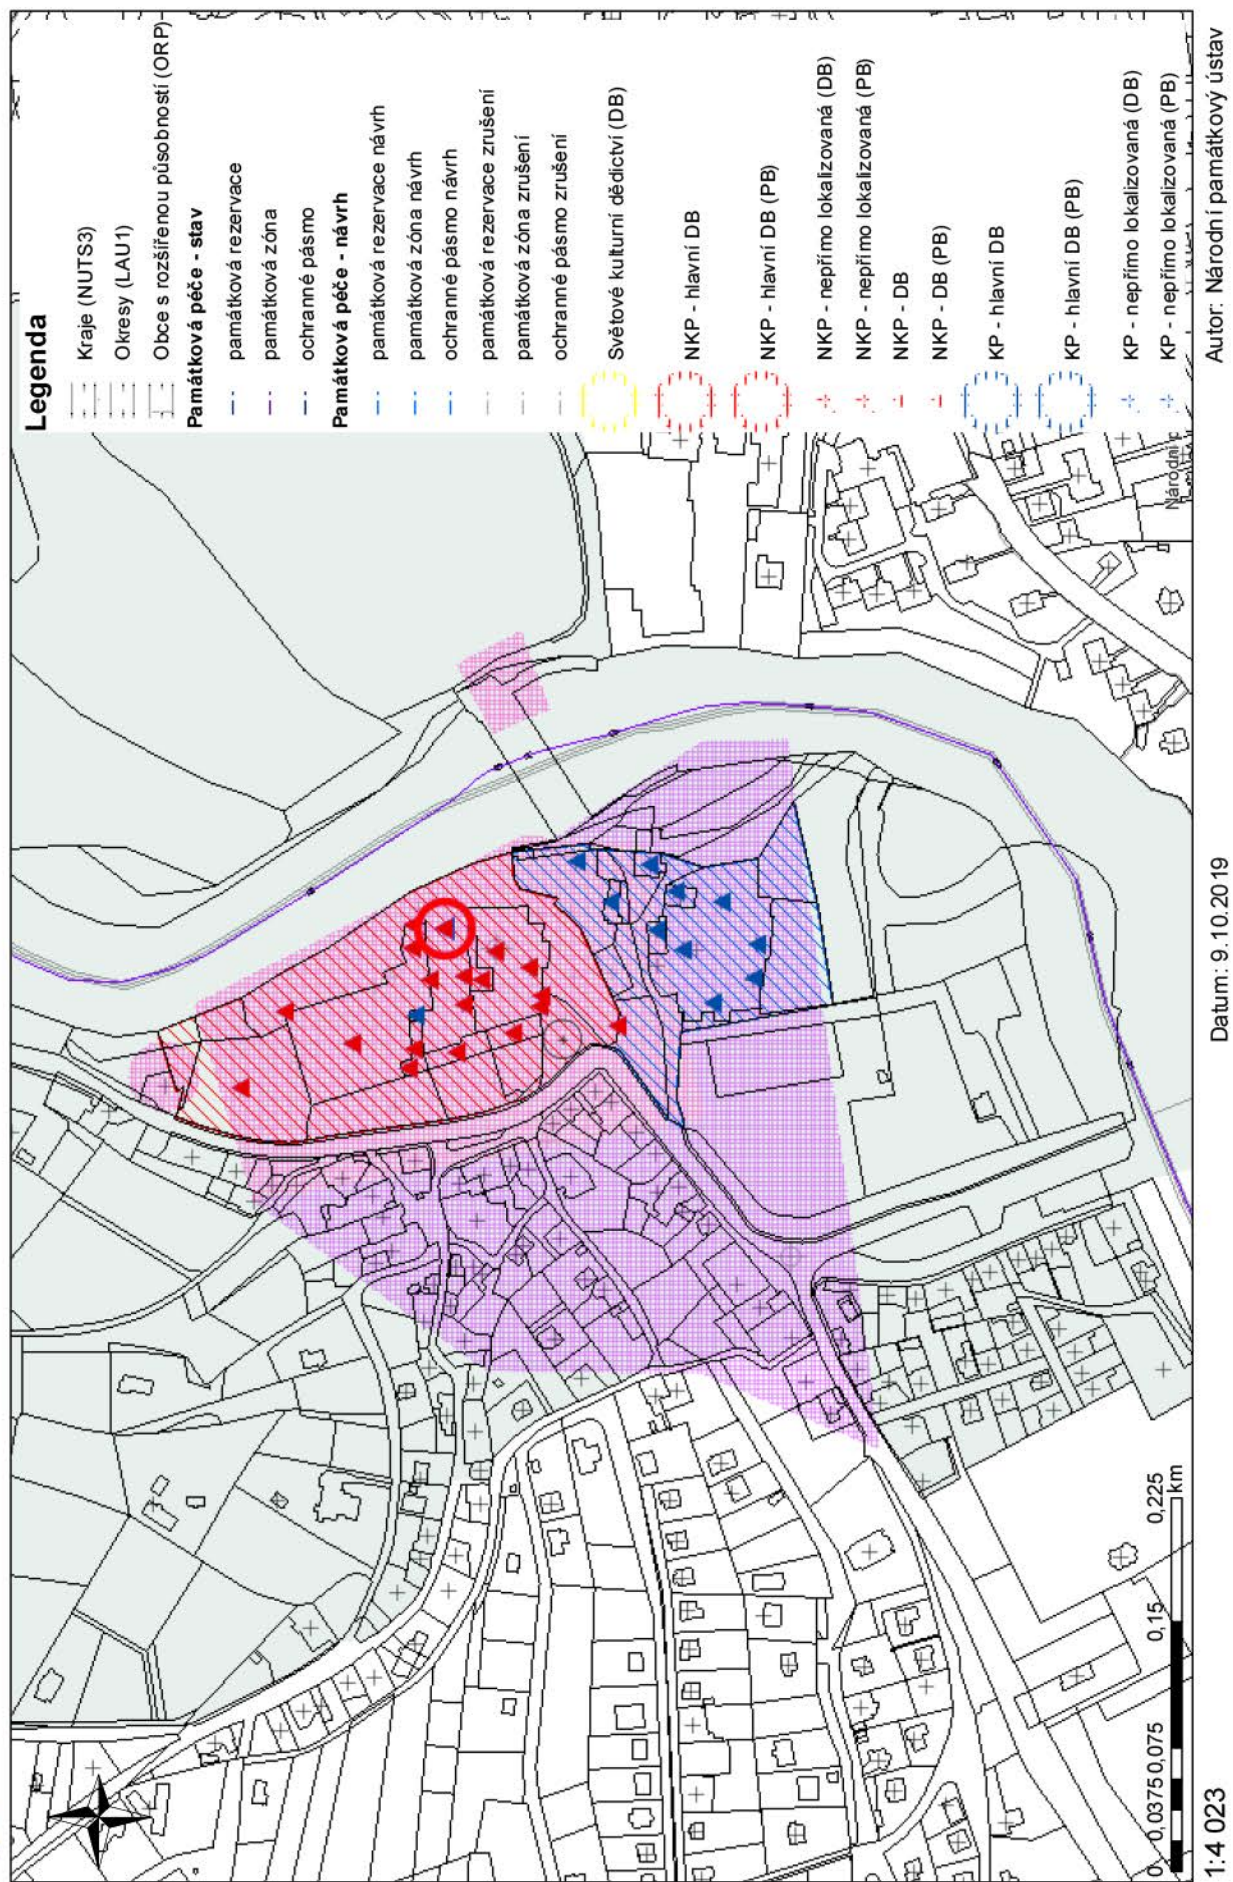 Legenda
Kraje (NUTS3)
Okresy (LAU1)
Obce s rozšířenou působností (ORP)
Památková péče - stav
památková rezervace
památková zóna
ochranné pásmo
Památková péče - návrh
památková rezervace návrh
památková zóna návrh
ochranné pásmo návrh
památková rezervace zrušení
památková zóna zrušení
ochranné pásmo zrušení
Světové kulturní dědictví (DB)
NKP - hlavní DB
NKP - hlavní DB (PB)
NKP - nepřímo lokalizovaná (DB)
NKP - nepřímo lokalizovaná (PB)
NKP - DB
NKP - DB (PB)
KP - hlavní DB
KP - hlavní DB (PB)
KP - nepřímo lokalizovaná (DB)
KP - nepřímo lokalizovaná (PB)
Národní p
0 0,0375 0,075 0,15 0,225
km
1:4 023
Datum: 9.10.2019
Autor: Národní památkový ústav